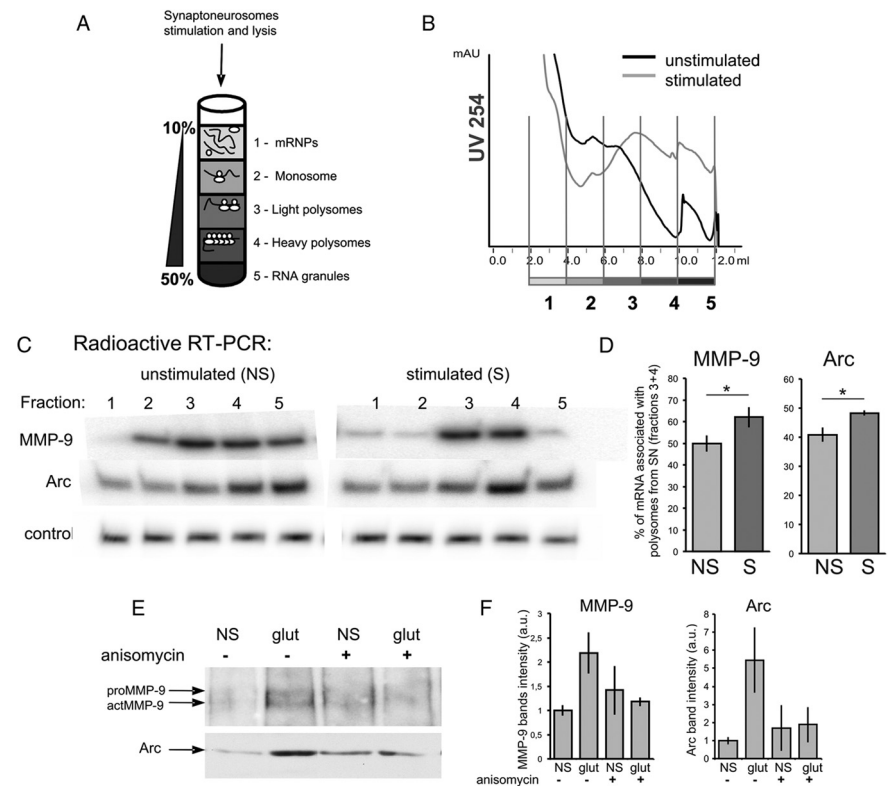 A
Synaptoneurosomes
stimulation and lysis
10%
50%
1 - mRNPs
2 - Monosome
3 - Light polysomes
4 - Heavy polysomes
5 - RNA granules
B
mAU
UV 254
unstimulated
stimulated
0.0 2.0 4.0 6.0 8.0 10.0 12.0 ml
1 2 3 4 5
C
Radioactive RT-PCR:
unstimulated (NS) stimulated (S)
Fraction: 1 2 3 4 5 1 2 3 4 5
MMP-9
Arc
control
D
MMP-9 Arc
% of mRNA associated with
polysomes from SN (fractions 3+4)
80
70
60
50
40
30
20
10
0
*
NS S
60
40
20
0
*
NS S
E
NS glut NS glut
anisomycin - - + +
proMMP-9
actMMP-9
Arc
F
MMP-9 Arc
MMP-9 bands intensity (a.u.)
3
2,5
2
1,5
1
0,5
0
NS glut NS glut
anisomycin - - + +
Arc band intensity (a.u.)
8
7
6
5
4
3
2
1
0
NS glut NS glut
- - + +